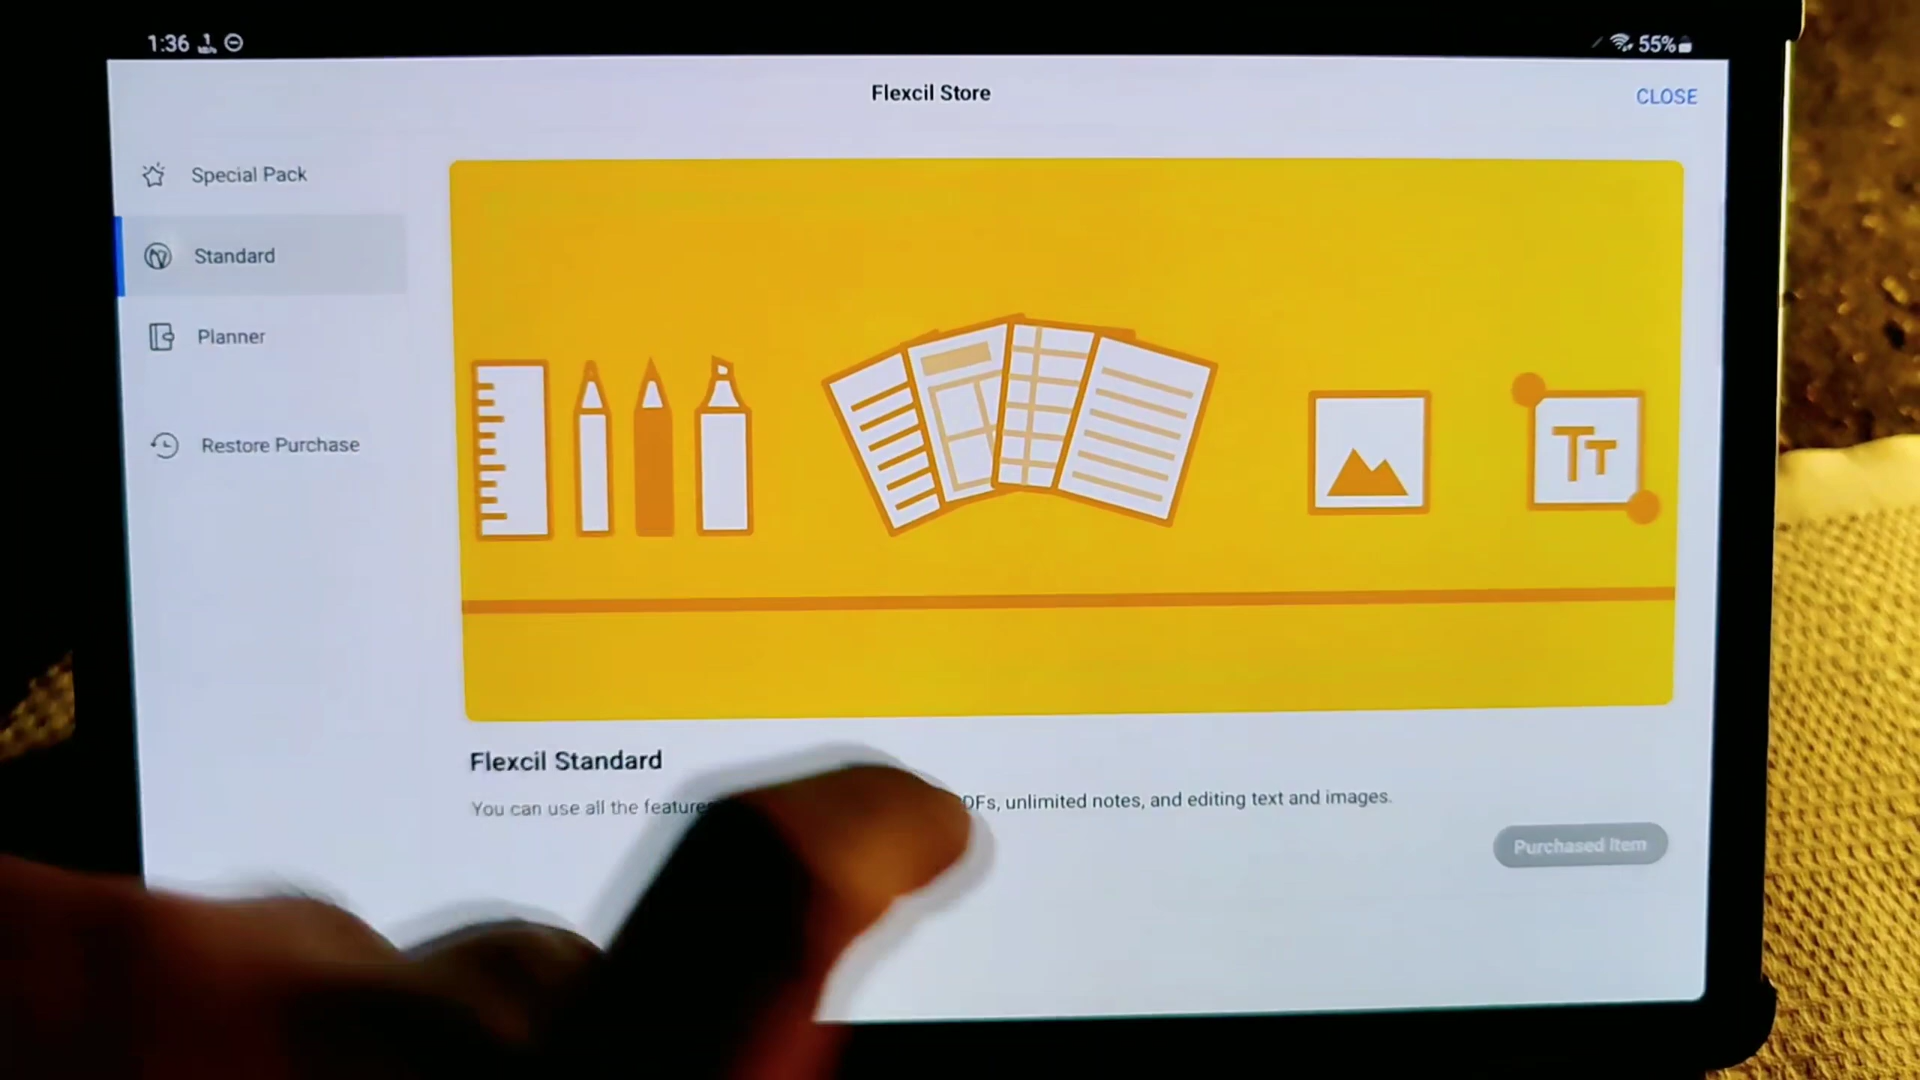 1:36
55%
Flexcil Store
CLOSE
Special Pack
Standard
Planner
Restore Purchase
TT
Flexcil Standard
You can use all the feature DFs, unlimited notes, and editing text and images.
Purchased Item